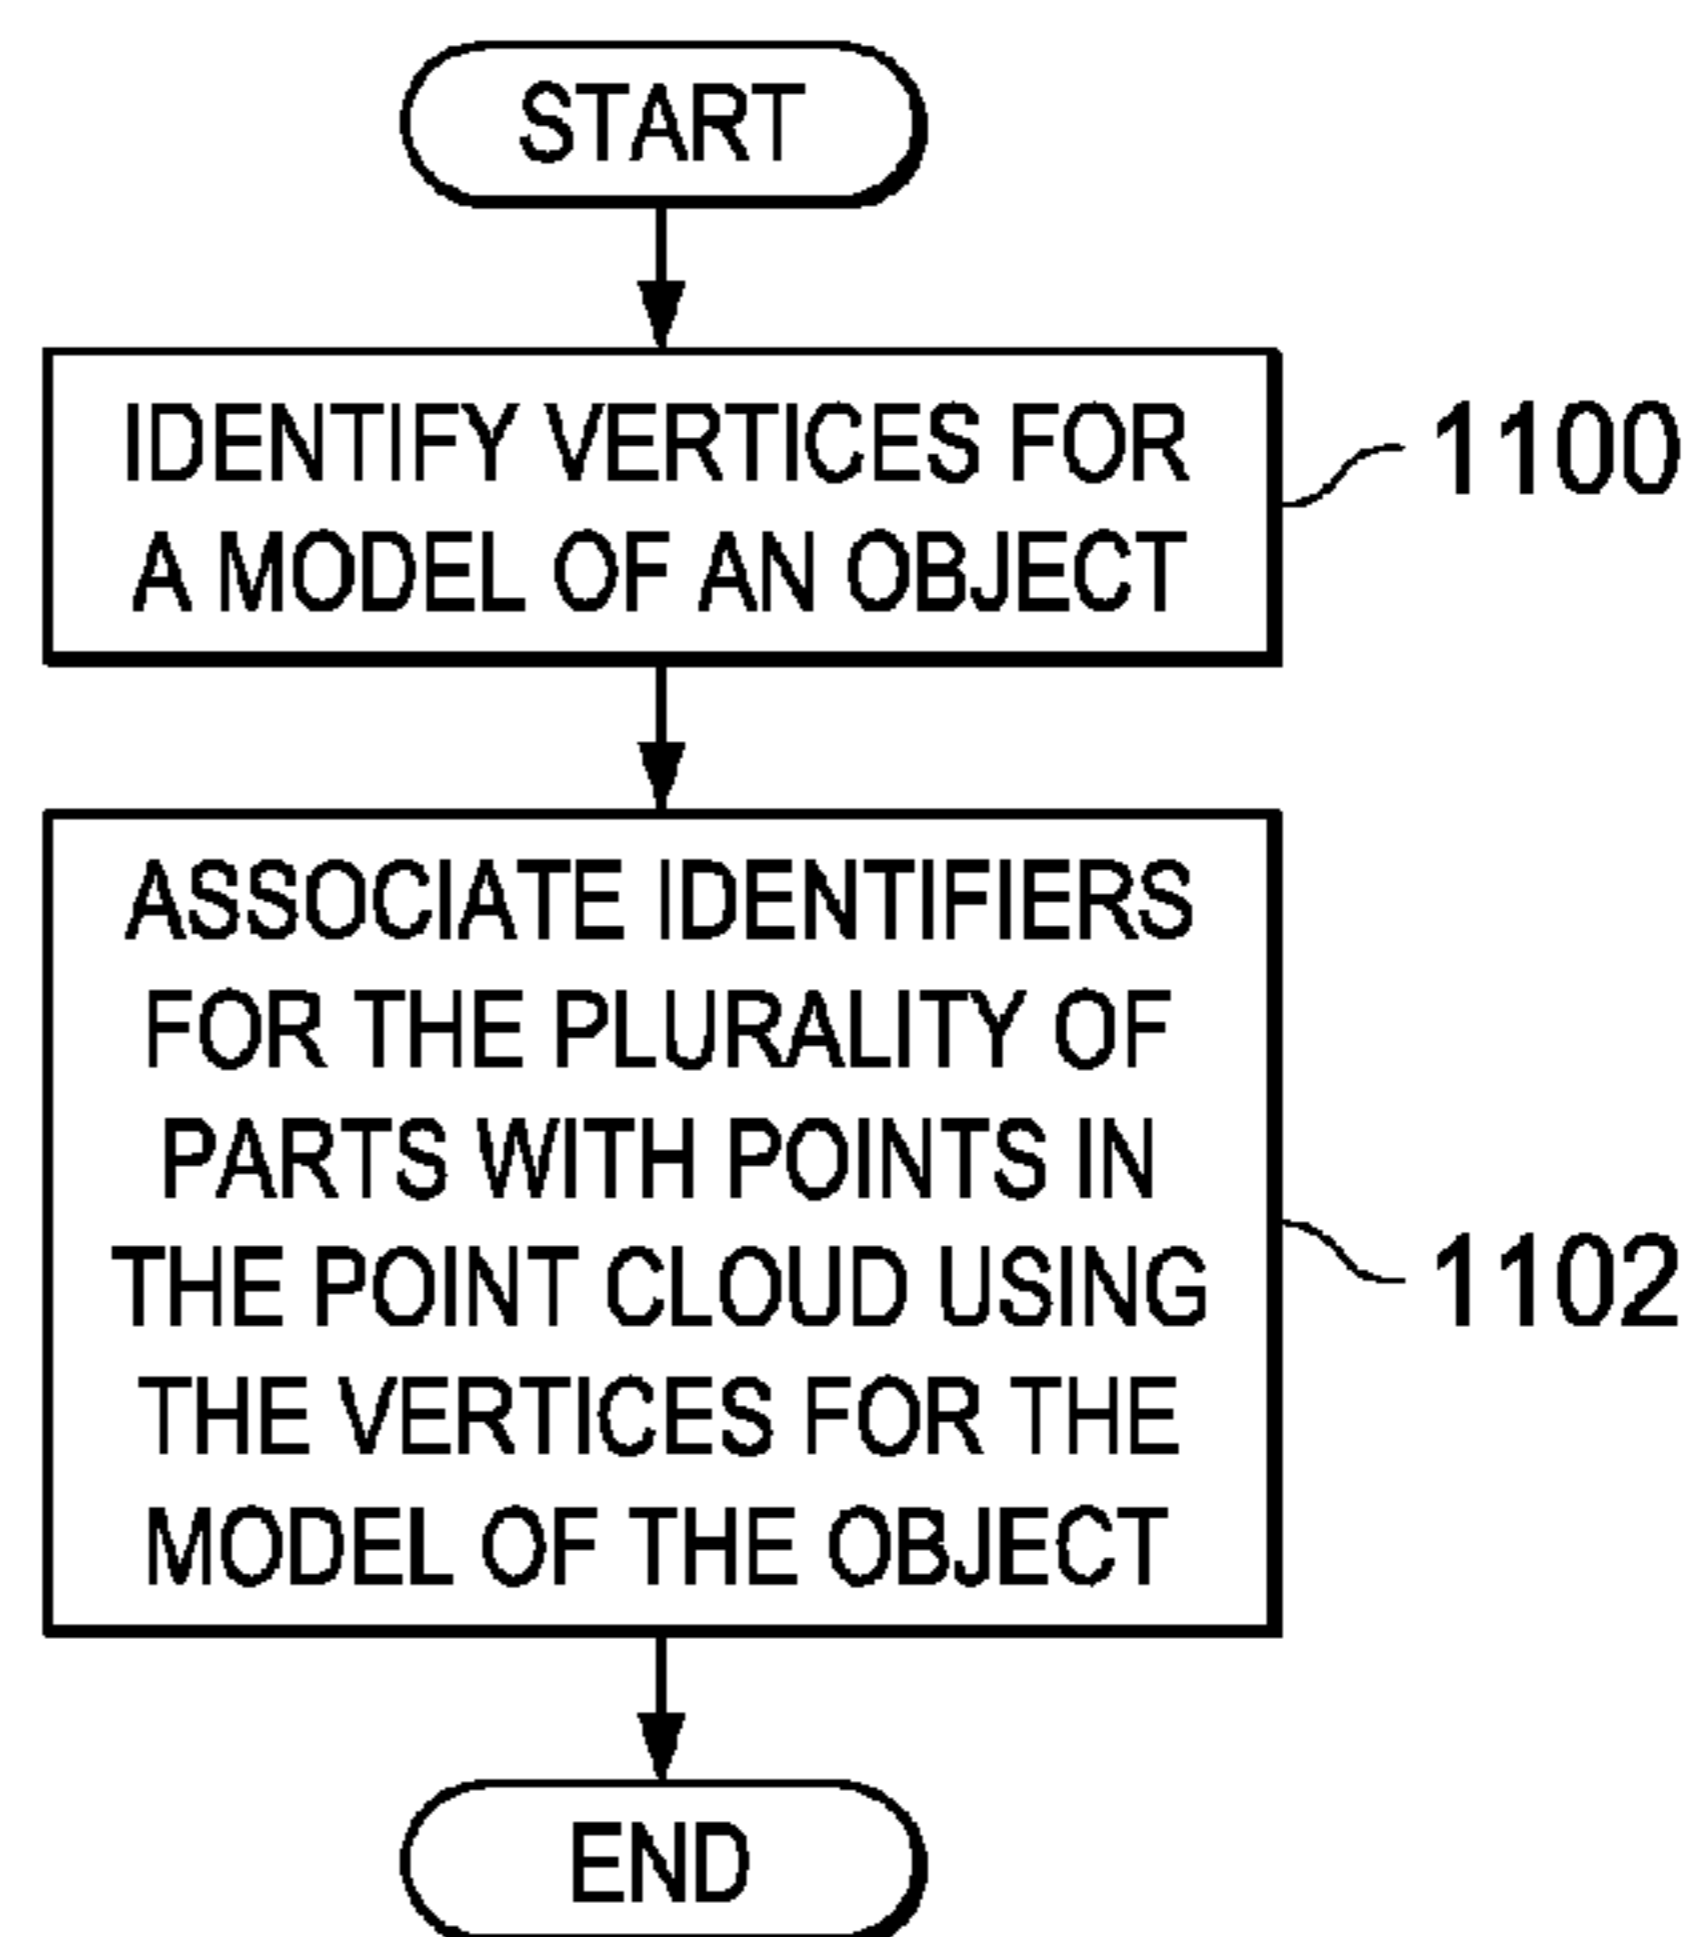 START
IDENTIFY VERTICES FOR
A MODEL OF AN OBJECT
1100
ASSOCIATE IDENTIFIERS
FOR THE PLURALITY OF
PARTS WITH POINTS IN
THE POINT CLOUD USING
THE VERTICES FOR THE
MODEL OF THE OBJECT
1102
END